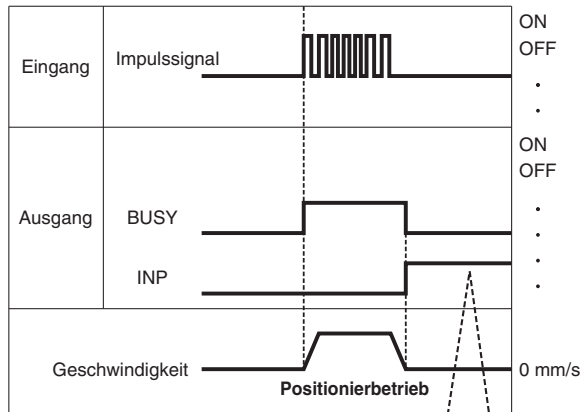 ON
OFF
Eingang
Impulssignal
ON
OFF
Ausgang
BUSY
INP
Geschwindigkeit
0 mm/s
Positionierbetrieb